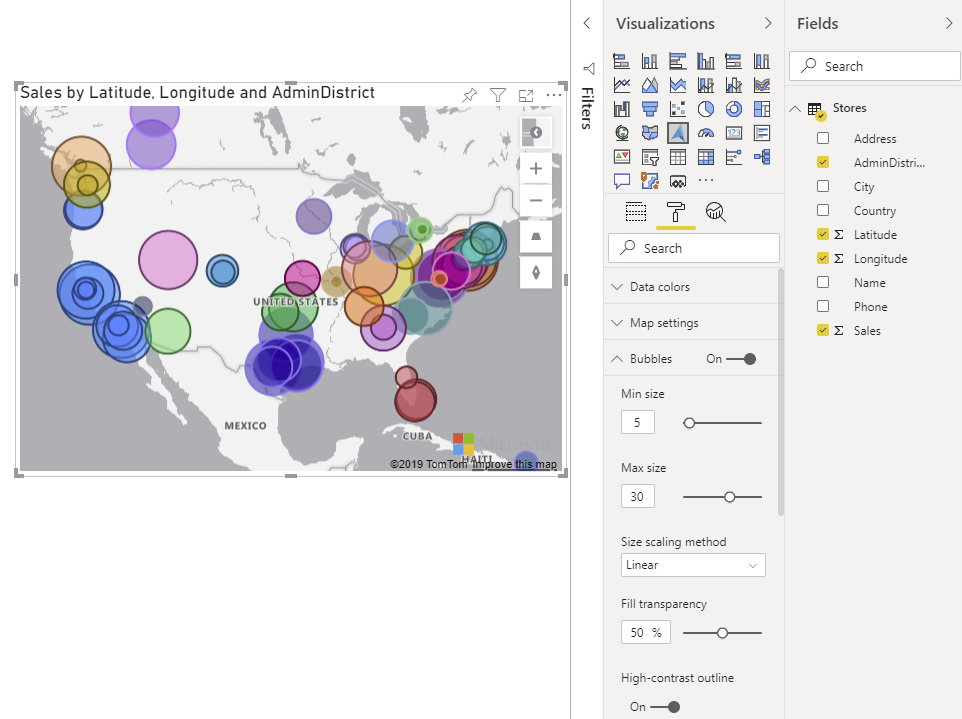 Sales by Latitude, Longitude and AdminDistrict
UNITED STATES
MEXICO
CUBA
Microsoft
HAITI
©2019 TomTom Improve this map
Filters
Visualizations
Search
Data colors
Map settings
Bubbles On
Min size
5
Max size
30
Size scaling method
Linear
Fill transparency
50 %
High-contrast outline
On
Fields
Search
Stores
Address
AdminDistri...
City
Country
Σ Latitude
Σ Longitude
Name
Phone
Σ Sales